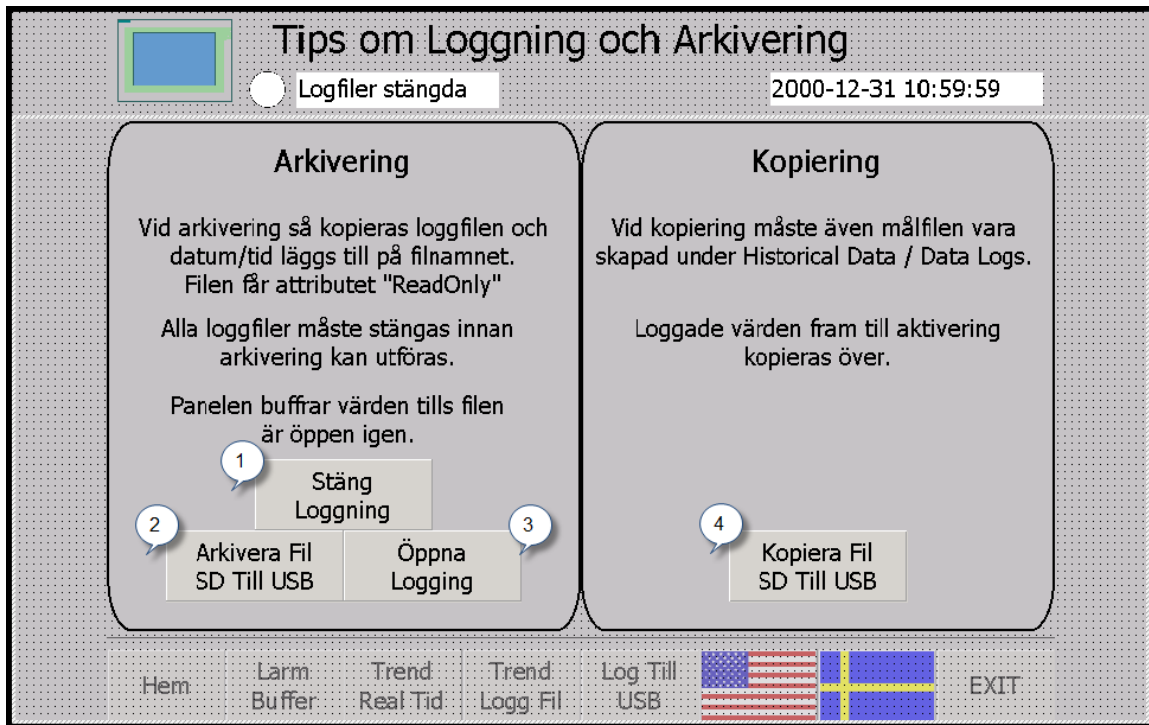 Tips om Loggning och Arkivering
Logfiler stängda
2000-12-31 10:59:59
Arkivering
Vid arkivering så kopieras loggfilen och
datum/tid läggs till på filnamnet.
Filen får attributet "ReadOnly"
Alla loggfiler måste stängas innan
arkivering kan utföras.
Panelen buffrar värden tills filen
är öppen igen.
1
Stäng
Loggning
2
Arkivera Fil
SD Till USB
3
Öppna
Logging
Kopiering
Vid kopiering måste även målfilen vara
skapad under Historical Data / Data Logs.
Loggade värden fram till aktivering
kopieras över.
4
Kopiera Fil
SD Till USB
Hem
Larm
Buffer
Trend
Real Tid
Trend
Logg Fil
Log Till
USB
EXIT